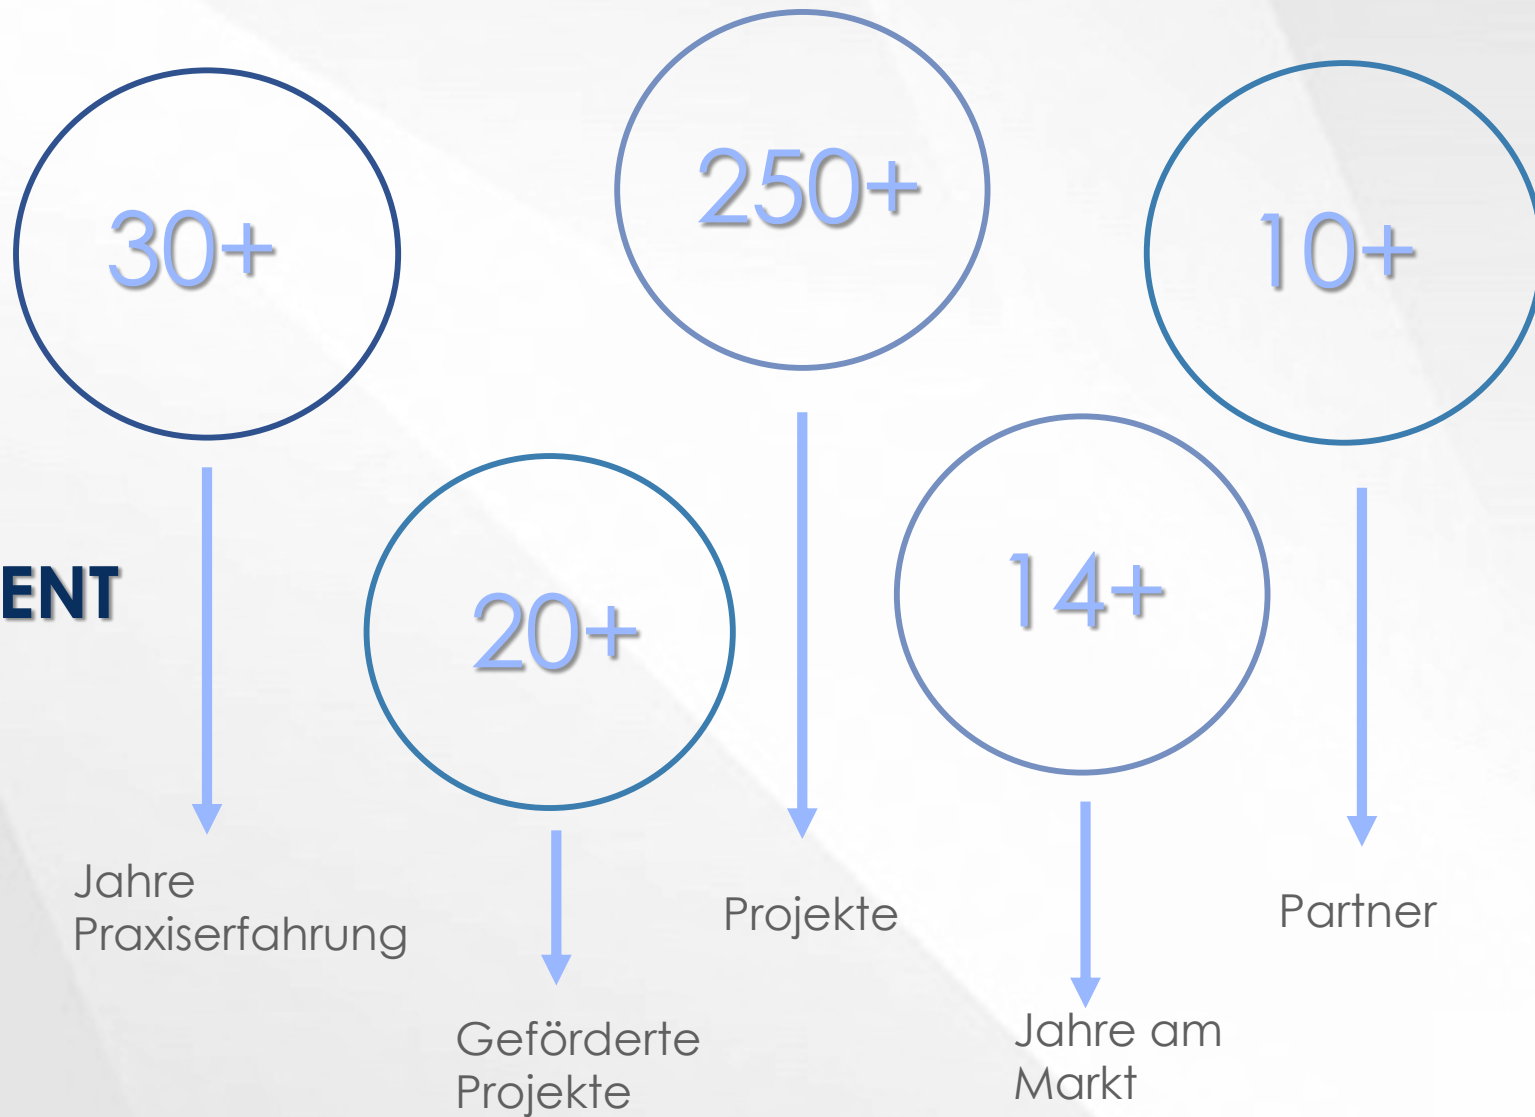 30+
250+
10+
ENT
20+
14+
Jahre
Praxiserfahrung
Projekte
Partner
Geförderte
Projekte
Jahre am
Markt